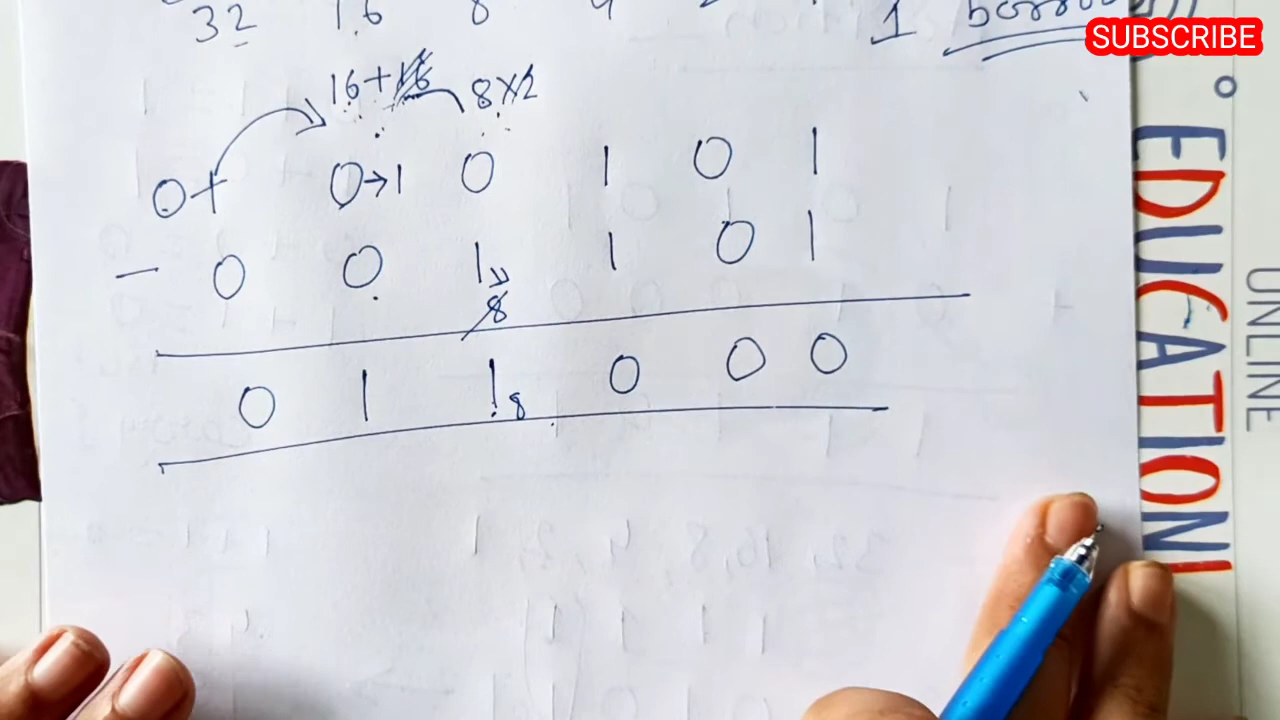 32 16 8
1 borrow
SUBSCRIBE
16+16 8×2
0+ 0→1 0 1 0 1
− 0 0 1 1 0 1
8
0 1 1 8 0 0 0
EDUCATION
ONLINE